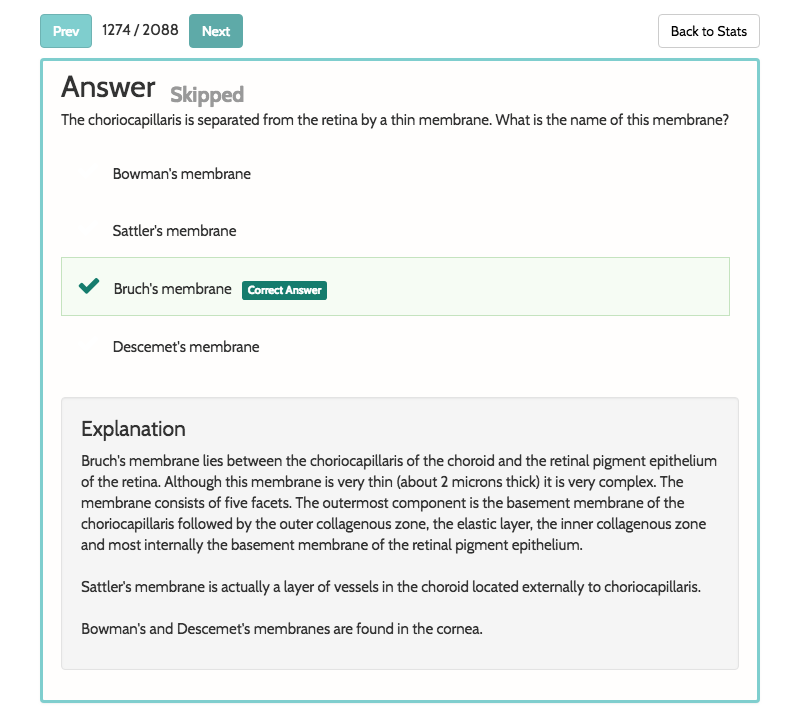 Prev 1274 / 2088 Next Back to Stats
Answer Skipped
The choriocapillaris is separated from the retina by a thin membrane. What is the name of this membrane?
Bowman's membrane
Sattler's membrane
Bruch's membrane Correct Answer
Descemet's membrane
Explanation
Bruch's membrane lies between the choriocapillaris of the choroid and the retinal pigment epithelium
of the retina. Although this membrane is very thin (about 2 microns thick) it is very complex. The
membrane consists of five facets. The outermost component is the basement membrane of the
choriocapillaris followed by the outer collagenous zone, the elastic layer, the inner collagenous zone
and most internally the basement membrane of the retinal pigment epithelium.
Sattler's membrane is actually a layer of vessels in the choroid located externally to choriocapillaris.
Bowman's and Descemet's membranes are found in the cornea.